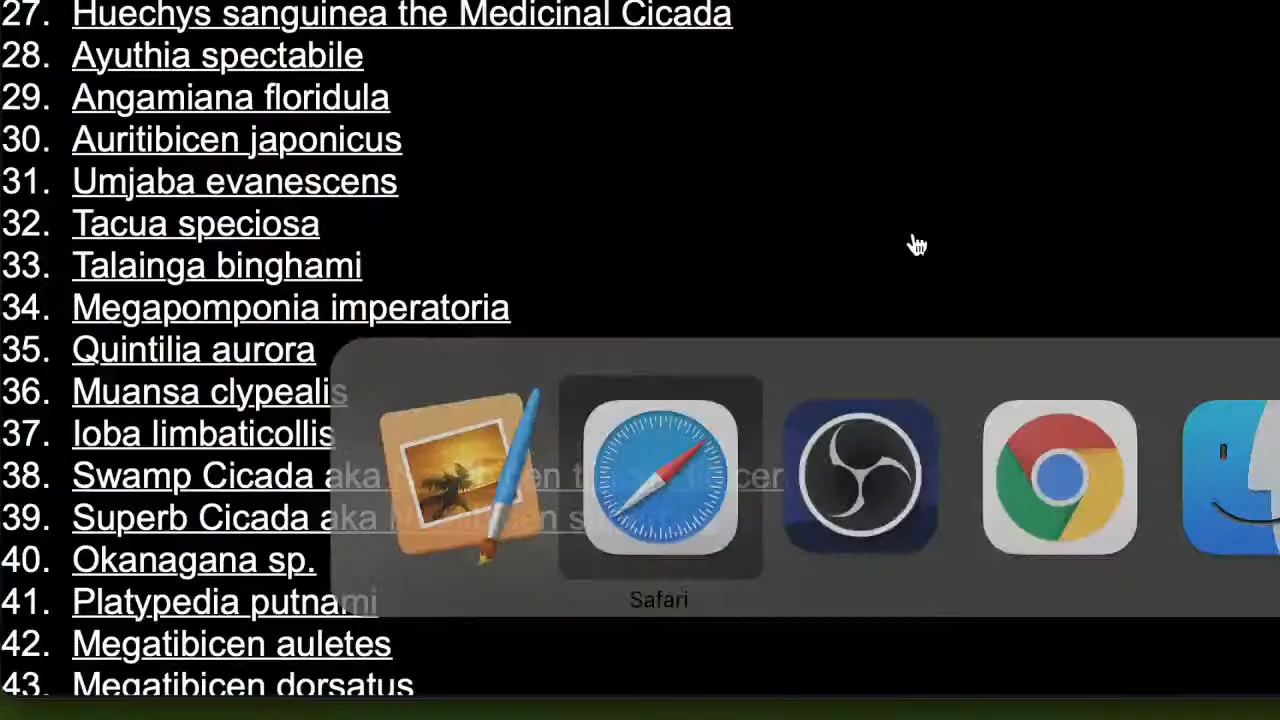 27. Huechys sanguinea the Medicinal Cicada
28. Ayuthia spectabile
29. Angamiana floridula
30. Auritibicen japonicus
31. Umjaba evanescens
32. Tacua speciosa
33. Talainga binghami
34. Megapomponia imperatoria
35. Quintilia aurora
36. Muansa clypealis
37. Ioba limbaticollis
38. Swamp Cicada aka
39. Superb Cicada aka
40. Okanagana sp.
41. Platypedia putnami
Safari
42. Megatibicen auletes
43. Megatibicen dorsatus